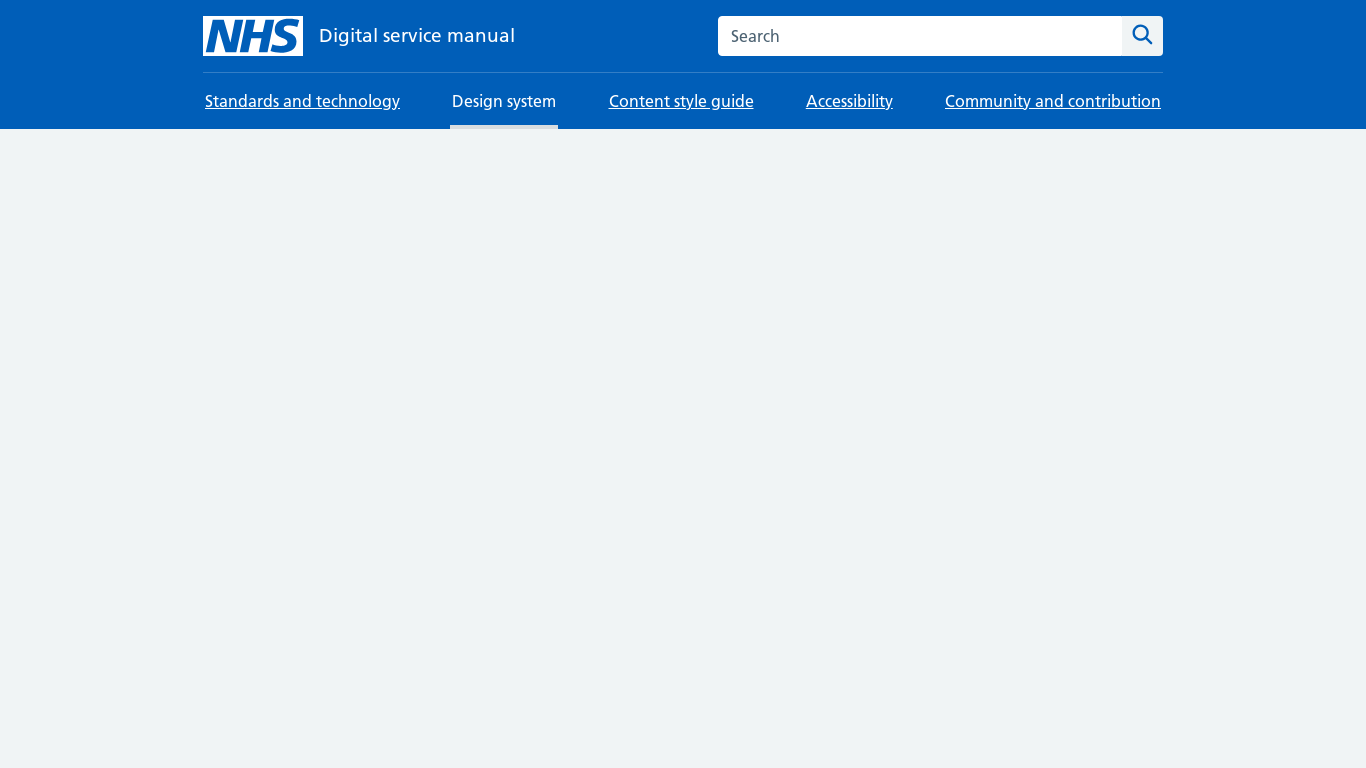 NHS Digital service manual
Search
Standards and technology
Design system
Content style guide
Accessibility
Community and contribution